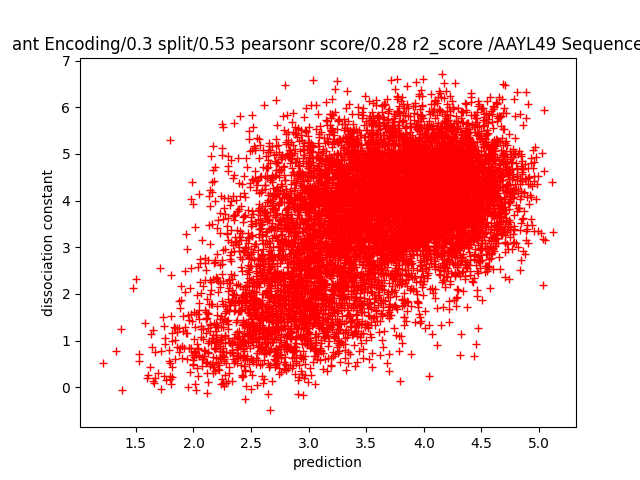 ant Encoding/0.3 split/0.53 pearsonr score/0.28 r2_score /AAYL49 Sequence
7
6
5
4
3
2
1
0
dissociation constant
1.5 2.0 2.5 3.0 3.5 4.0 4.5 5.0
prediction